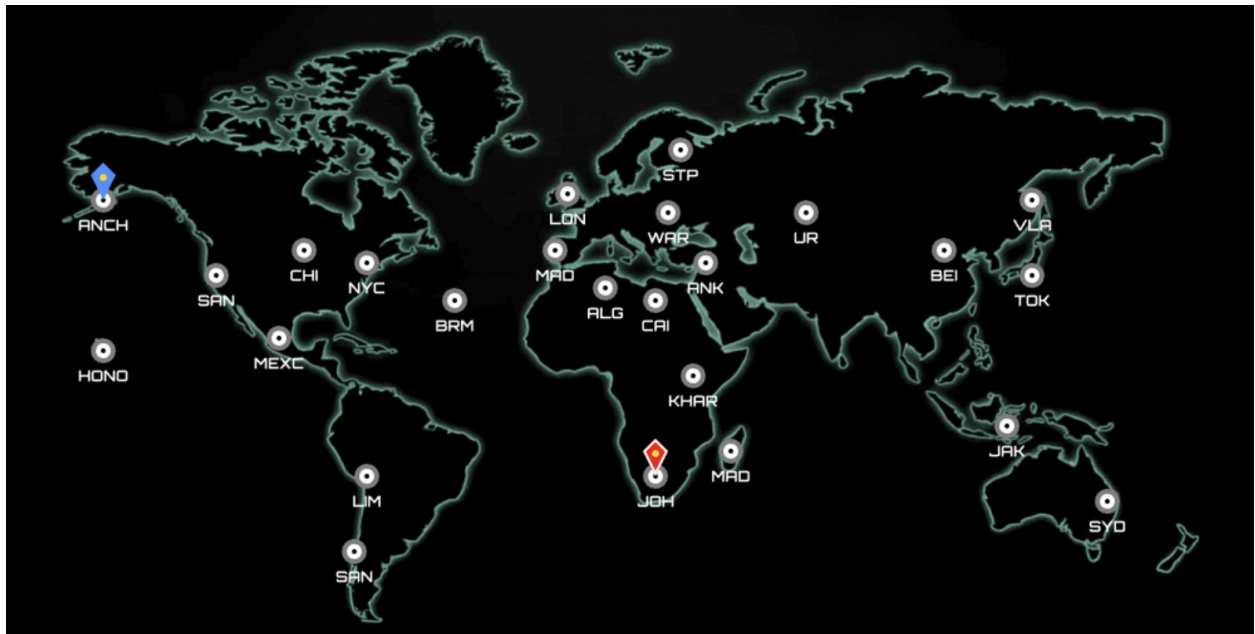 STP
ANCH
LON
WAR
UR
VLA
CHI
NYC
SAN
MAD
ANK
BEI
TOK
BRM
ALG
CAI
HONO
MEXC
KHAR
JAK
LIM
JOH
MAD
SYD
SAN